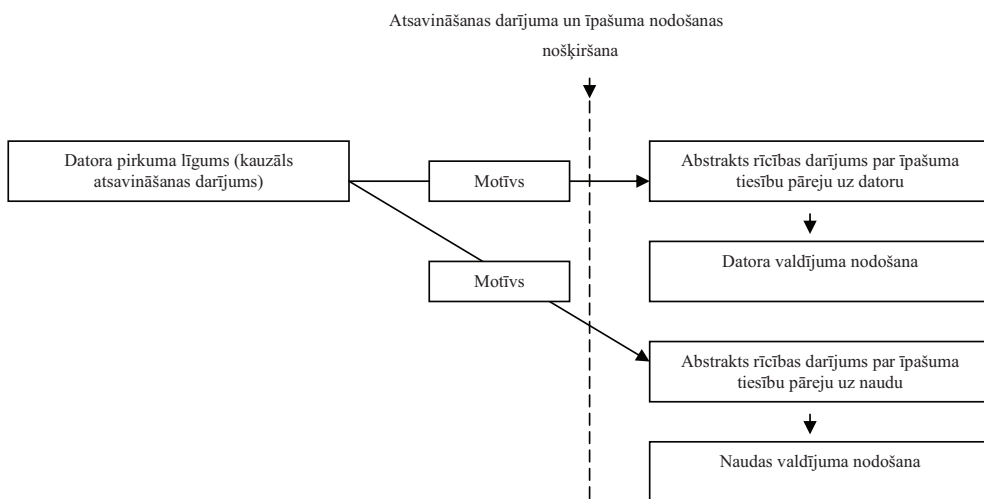 Atsavināšanas darījuma un īpašuma nodošanas
nošķiršana
Datora pirkuma līgums (kauzāls
atsavināšanas darījums)
Motīvs
Abstrakts rīcības darījums par īpašuma
tiesību pāreju uz datoru
Datora valdījuma nodošana
Motīvs
Abstrakts rīcības darījums par īpašuma
tiesību pāreju uz naudu
Naudas valdījuma nodošana